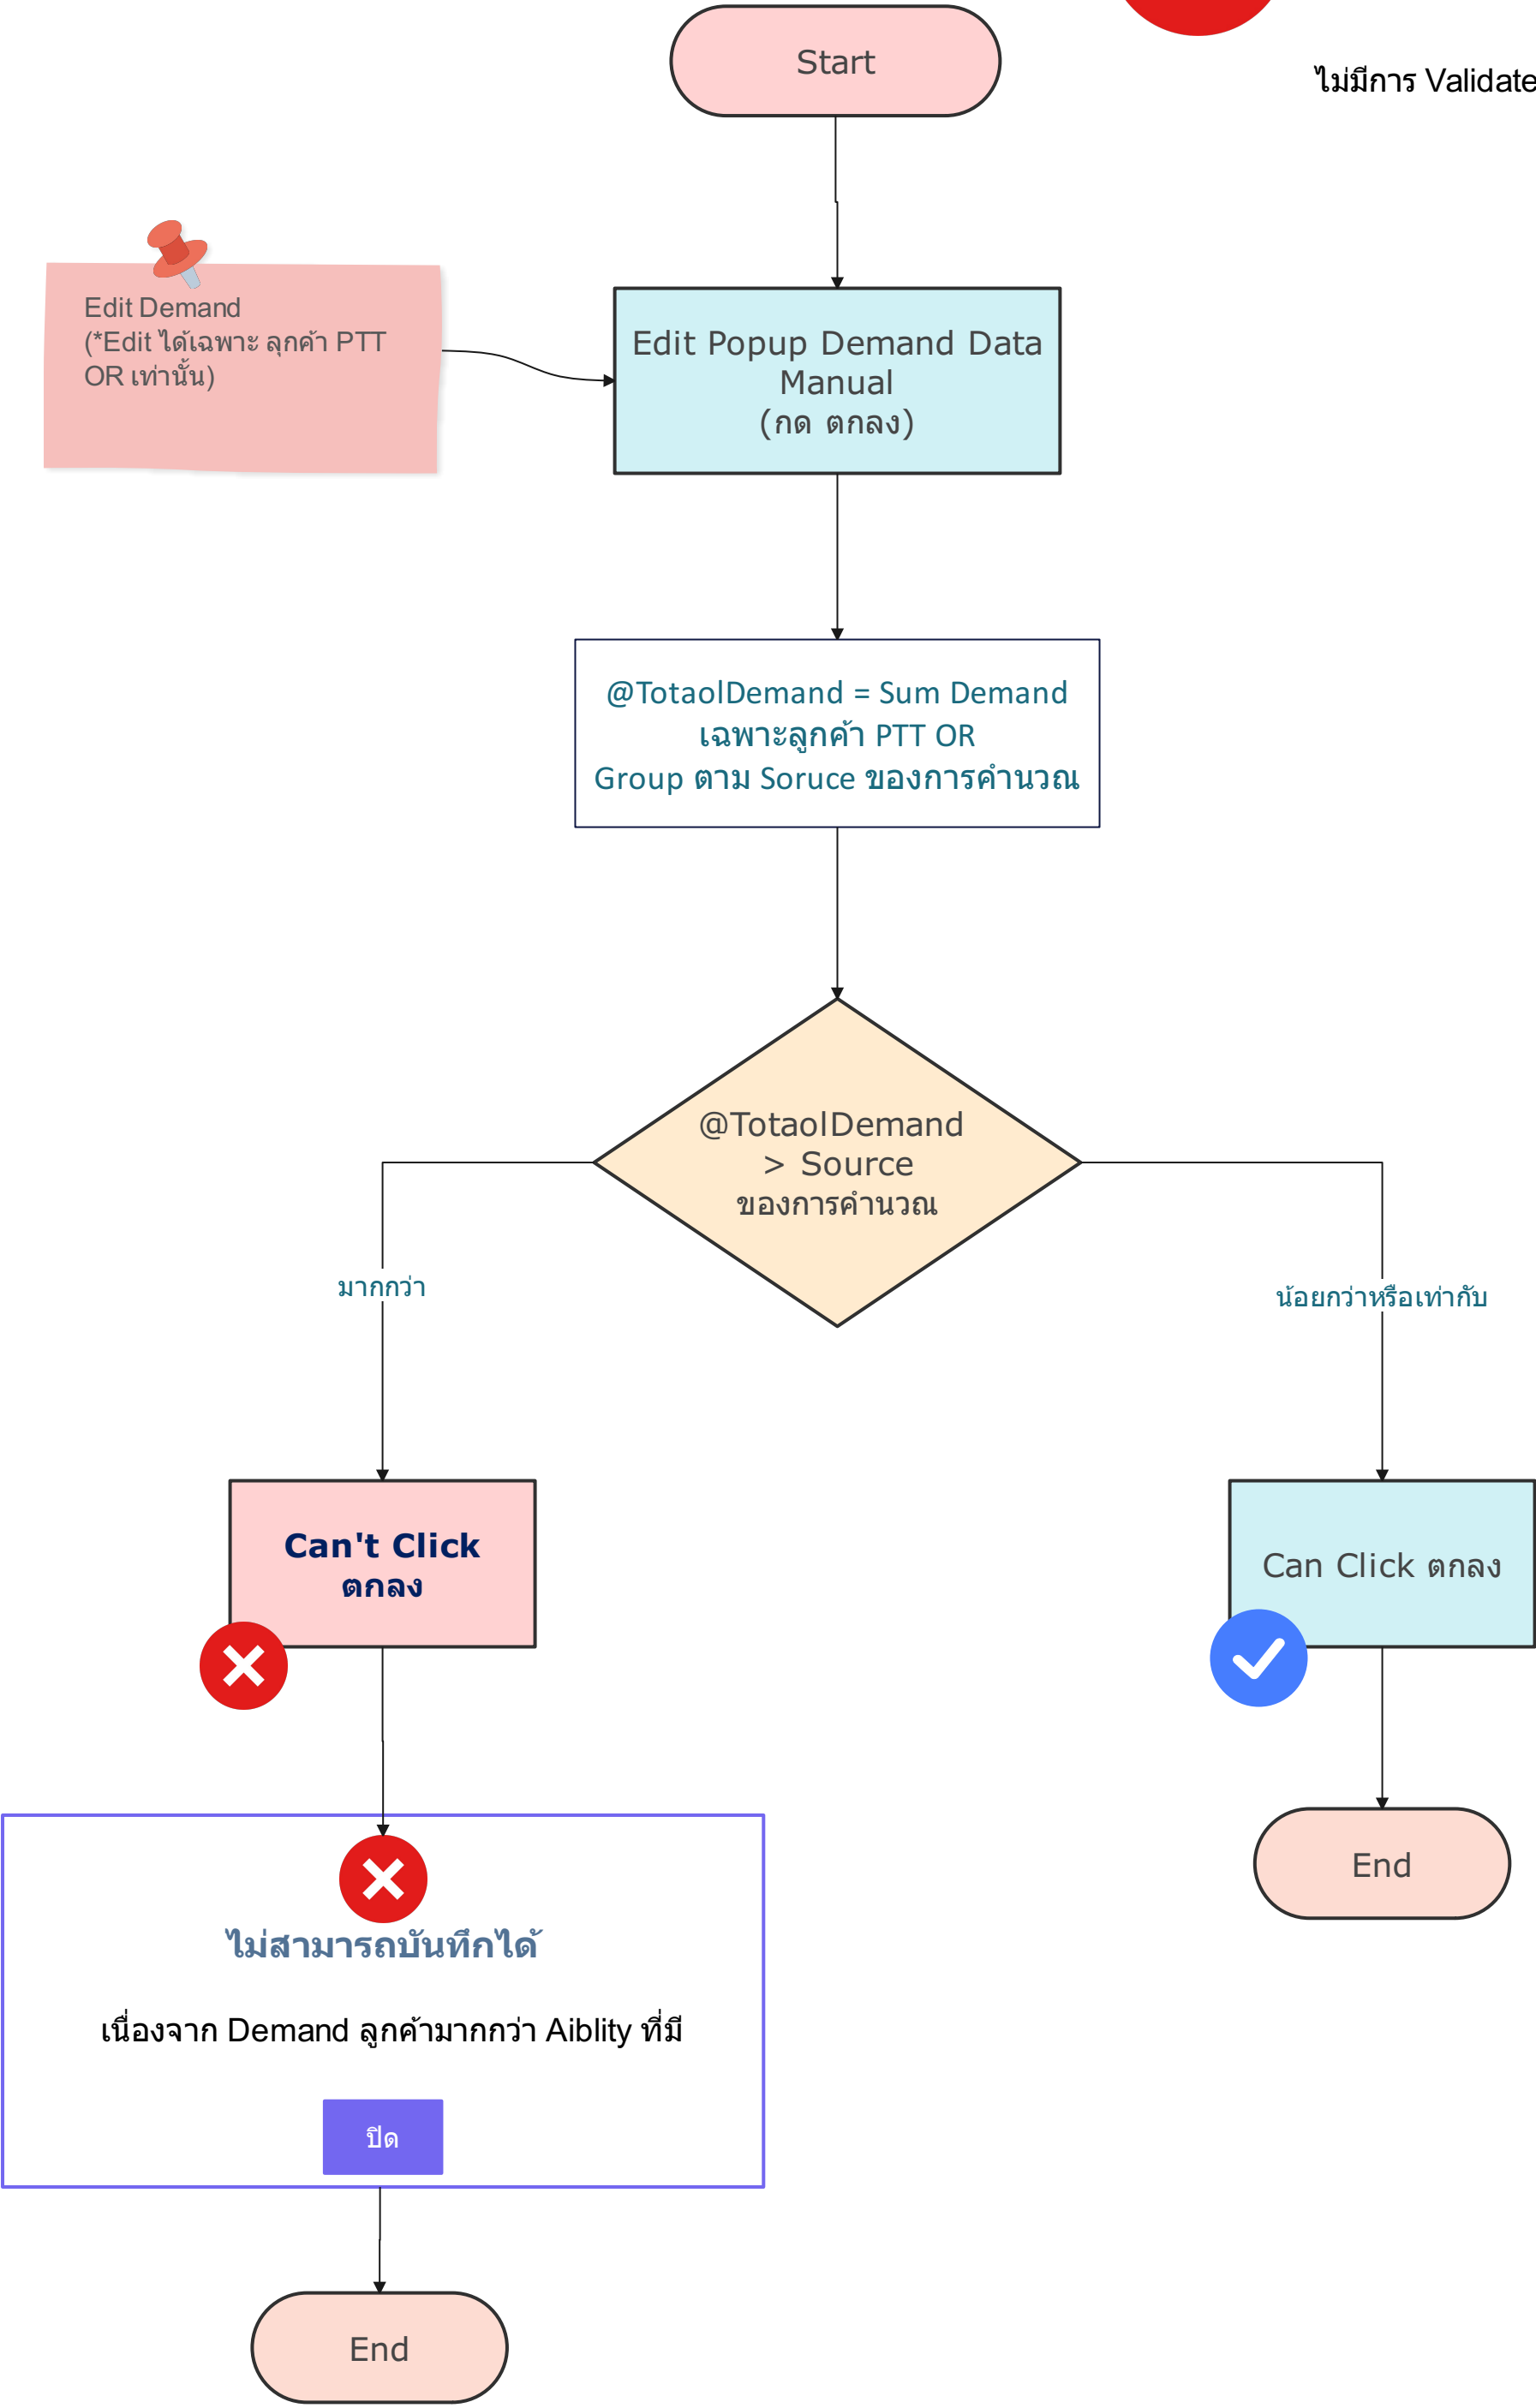 Start
ไม่มีการ Validate
Edit Demand
(*Edit ได้เฉพาะ ลุกค้า PTT
OR เท่านั้น)
Edit Popup Demand Data
Manual
(กด ตกลง)
@TotaolDemand = Sum Demand
เฉพาะลูกค้า PTT OR
Group ตาม Soruce ของการคำนวณ
@TotaolDemand
> Source
ของการคำนวณ
มากกว่า
น้อยกว่าหรือเท่ากับ
Can't Click
ตกลง
Can Click ตกลง
ไม่สามารถบันทึกได้
เนื่องจาก Demand ลูกค้ามากกว่า Aiblity ที่มี
ปิด
End
End